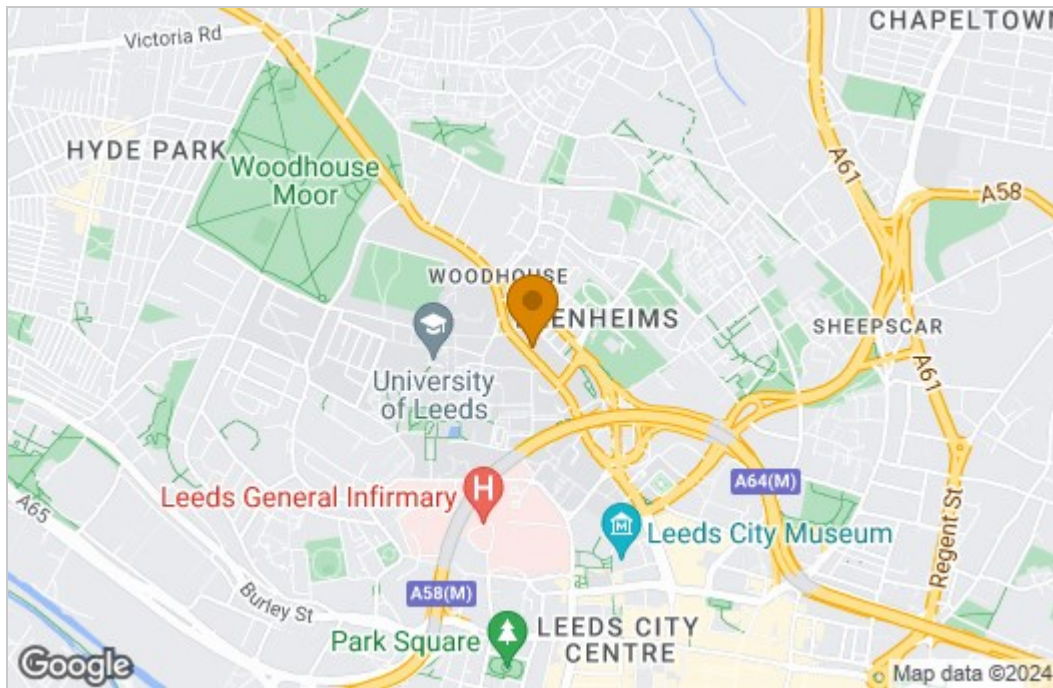 CHAPELTOWN
Victoria Rd
HYDE PARK
Woodhouse
Moor
A61
A58
WOODHOUSE
SHEEPSCAR
University
of Leeds
A61
A64(M)
Leeds General Infirmary
H
Leeds City Museum
A65
Regent St
Burley St
A58(M)
Park Square
LEEDS CITY
CENTRE
Google
Map data ©2024